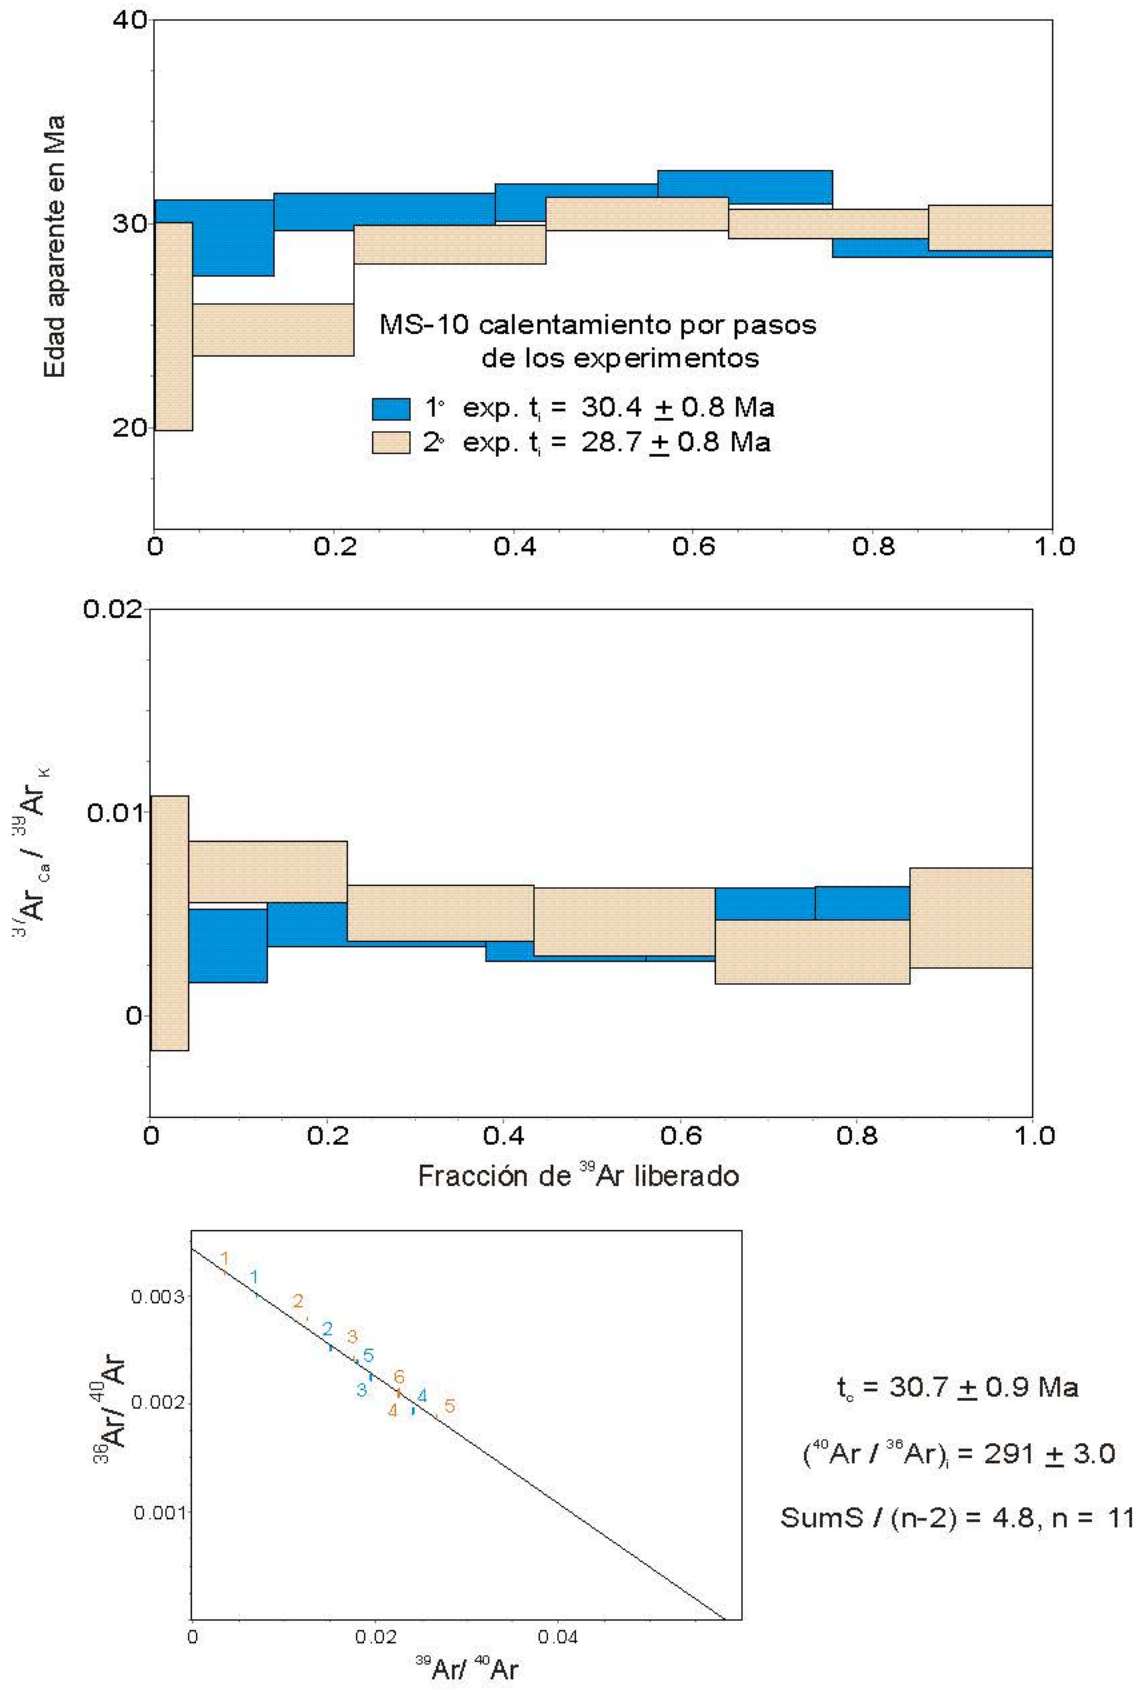 40
30
20
Edad aparente en Ma
MS-10 calentamiento por pasos
de los experimentos
1° exp. tᵢ = 30.4 ± 0.8 Ma
2° exp. tᵢ = 28.7 ± 0.8 Ma
0 0.2 0.4 0.6 0.8 1.0
0.02
0.01
0
³⁷Ar Ca / ³⁹Ar K
0 0.2 0.4 0.6 0.8 1.0
Fracción de ³⁹Ar liberado
0.003
0.002
0.001
³⁶Ar/ ⁴⁰Ar
1
1
2
2
3
5
3
6
4
4
5
0 0.02 0.04
³⁹Ar/ ⁴⁰Ar
t꜀ = 30.7 ± 0.9 Ma
(⁴⁰Ar / ³⁶Ar)ᵢ = 291 ± 3.0
SumS / (n-2) = 4.8, n = 11